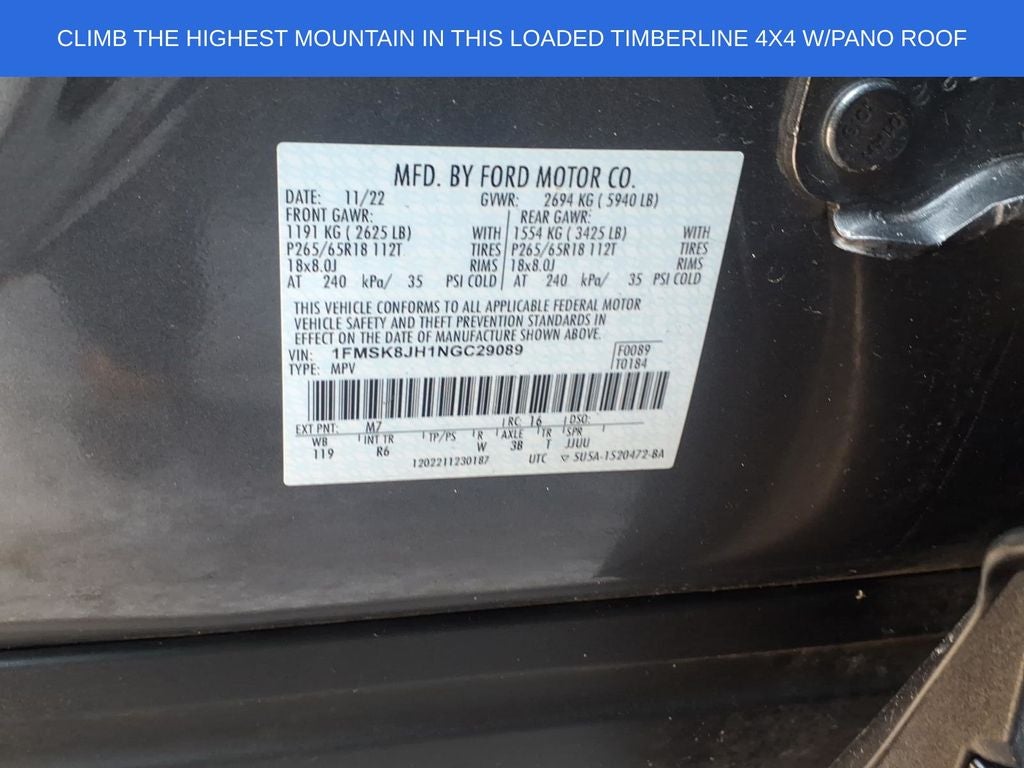 CLIMB THE HIGHEST MOUNTAIN IN THIS LOADED TIMBERLINE 4X4 W/PANO ROOF
MFD. BY FORD MOTOR CO.
DATE: 11/22 GVWR: 2694 KG ( 5940 LB)
FRONT GAWR: REAR GAWR:
1191 KG ( 2625 LB) WITH 1554 KG ( 3425 LB) WITH
P265/65R18 112T TIRES P265/65R18 112T TIRES
18x8.0J RIMS 18x8.0J RIMS
AT 240 kPa/ 35 PSI COLD AT 240 kPa/ 35 PSI COLD
THIS VEHICLE CONFORMS TO ALL APPLICABLE FEDERAL MOTOR
VEHICLE SAFETY AND THEFT PREVENTION STANDARDS IN
EFFECT ON THE DATE OF MANUFACTURE SHOWN ABOVE.
VIN: 1FMSK8JH1NGC29089 F0089
TYPE: MPV T0184
EXT PNT: M7 RC: 16 DSO:
WB INT TR TP/PS R AXLE TR SPR
119 R6 W 3B T JJUU
1202211230187 UTC 5U5A-1520472-BA